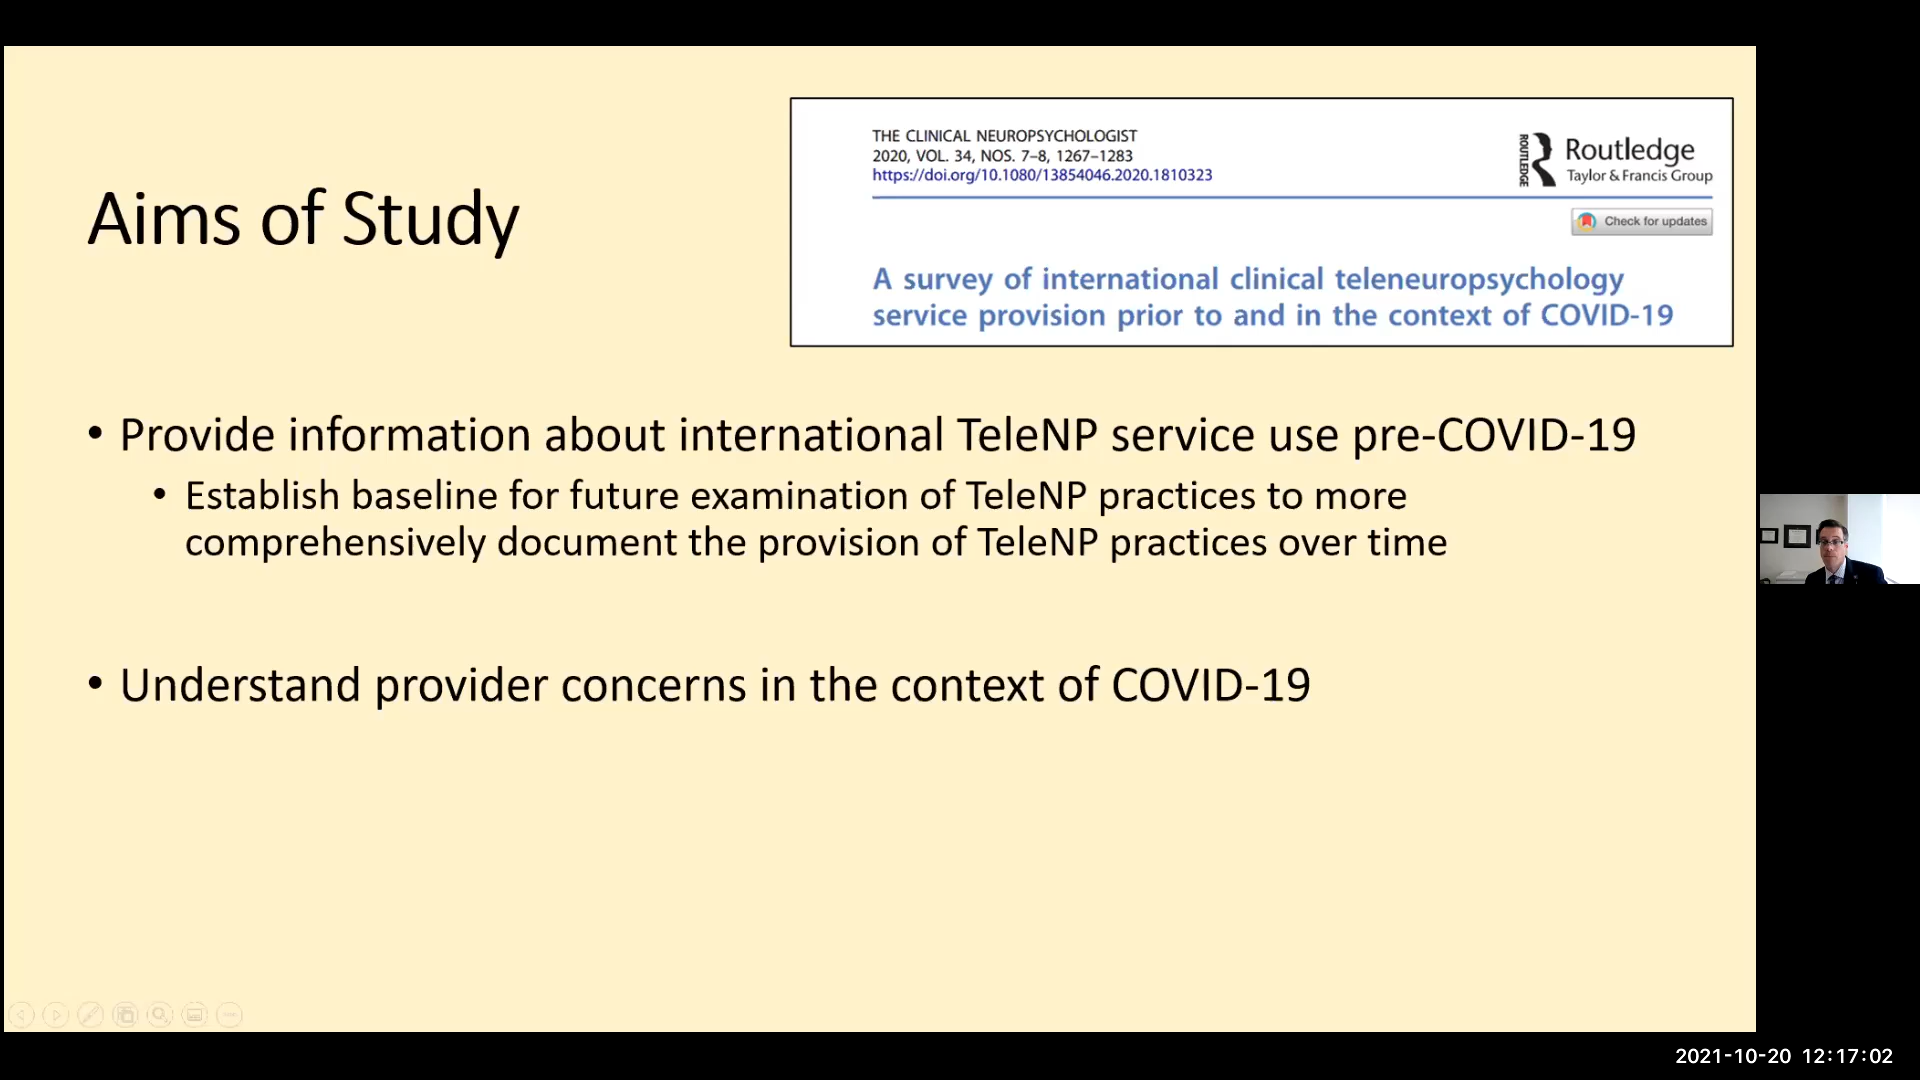 THE CLINICAL NEUROPSYCHOLOGIST
2020, VOL. 34, NOS. 7–8, 1267–1283
https://doi.org/10.1080/13854046.2020.1810323
ROUTLEDGE
Routledge
Taylor & Francis Group
Check for updates
Aims of Study
A survey of international clinical teleneuropsychology
service provision prior to and in the context of COVID-19
• Provide information about international TeleNP service use pre-COVID-19
• Establish baseline for future examination of TeleNP practices to more
comprehensively document the provision of TeleNP practices over time
• Understand provider concerns in the context of COVID-19
2021-10-20 12:17:02